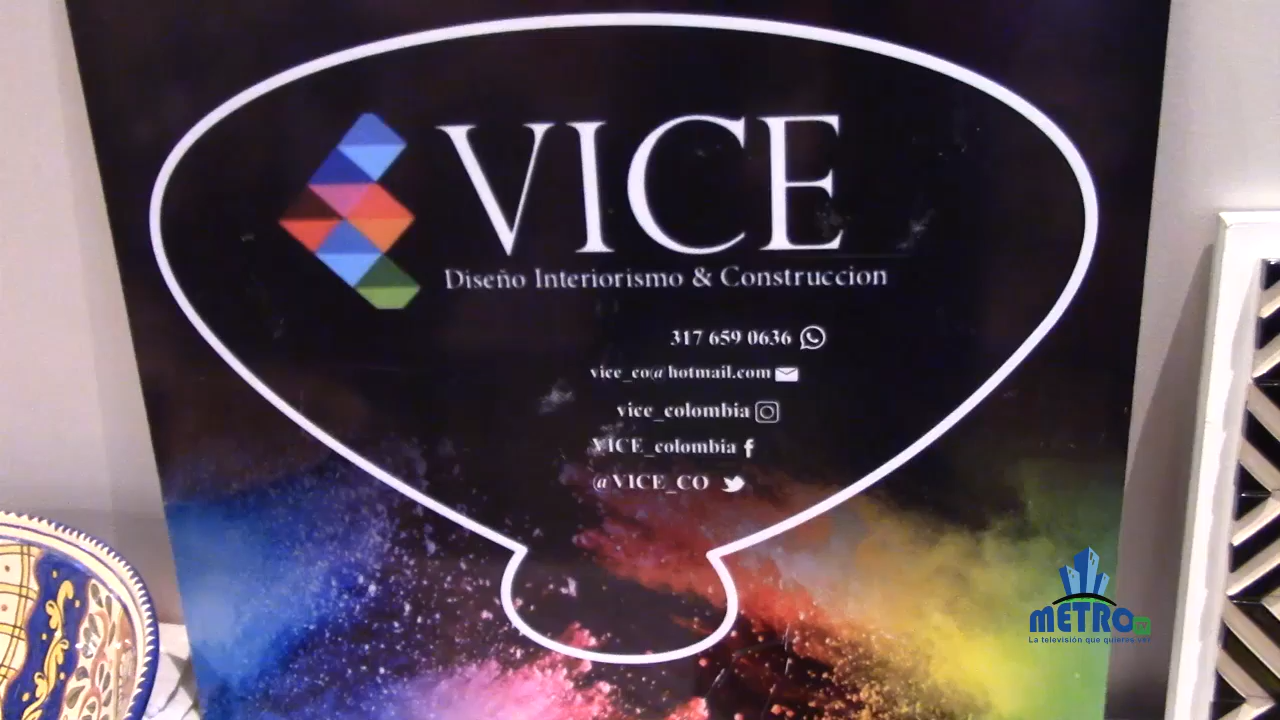 VICE
Diseño Interiorismo & Construccion
317 659 0636
vice_co@hotmail.com
vice_colombia
VICE_colombia
@VICE_CO
METRO TV
La televisión que quieres ver